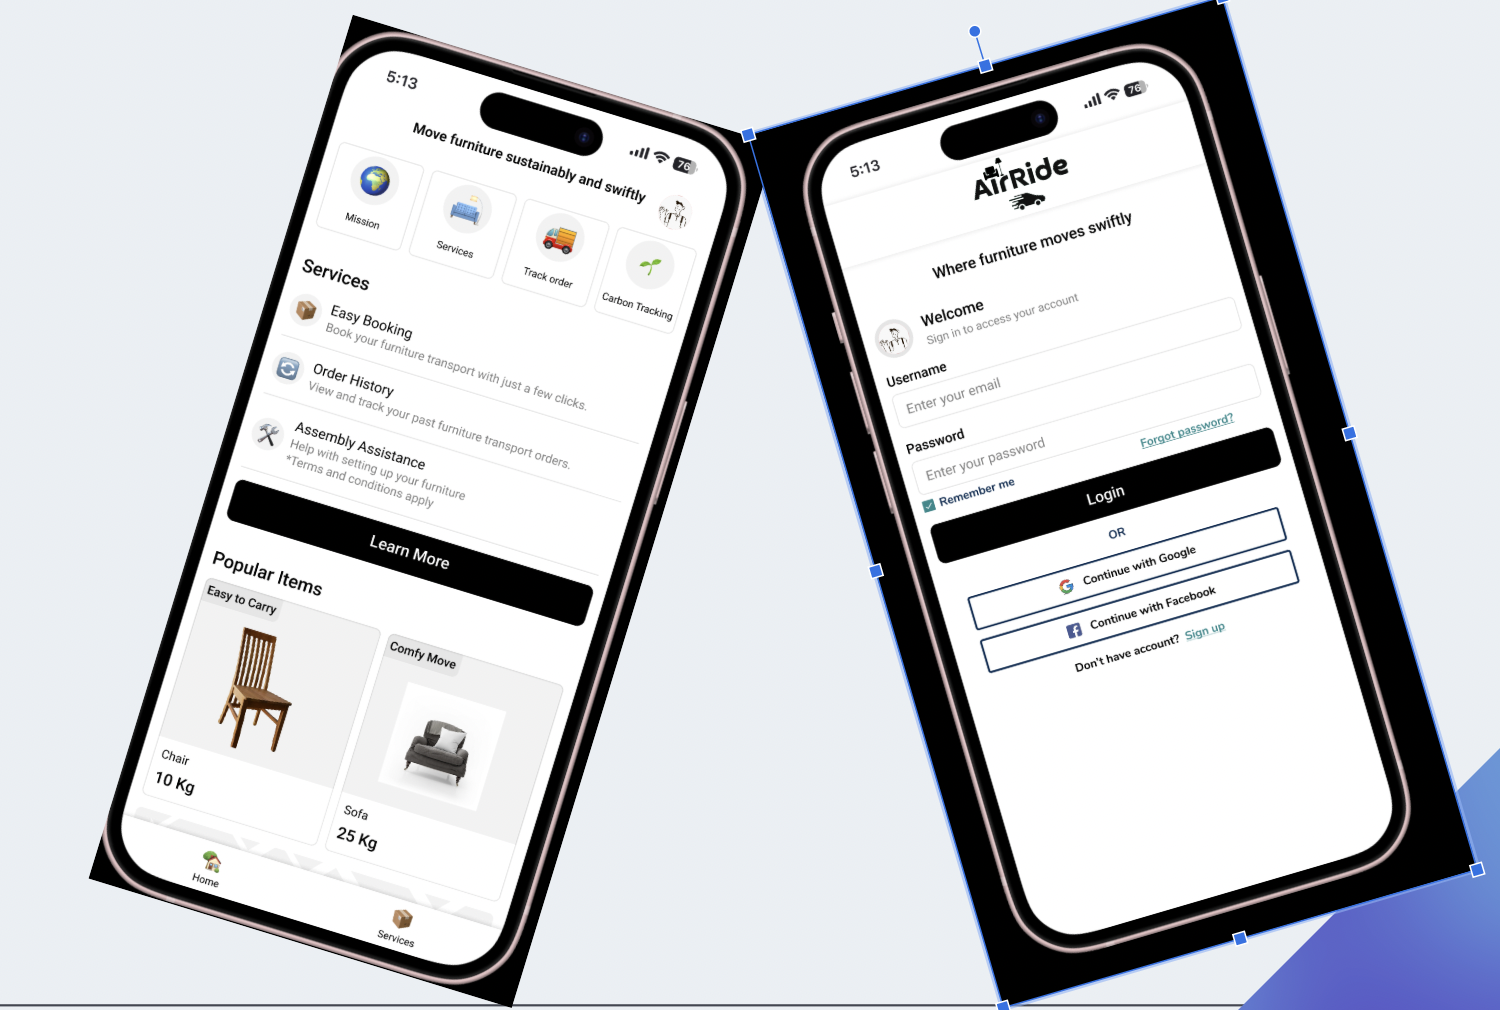 5:13
76
Move furniture sustainably and swiftly
Mission
Services
Track order
Carbon Tracking
Services
Easy Booking
Book your furniture transport with just a few clicks.
Order History
View and track your past furniture transport orders.
Assembly Assistance
Help with setting up your furniture
*Terms and conditions apply
Learn More
Popular Items
Easy to Carry
Chair
10 Kg
Comfy Move
Sofa
25 Kg
Home
Services
5:13
76
AirRide
Where furniture moves swiftly
Welcome
Sign in to access your account
Username
Enter your email
Password
Enter your password
Forgot password?
Remember me
Login
OR
Continue with Google
Continue with Facebook
Don't have account? Sign up